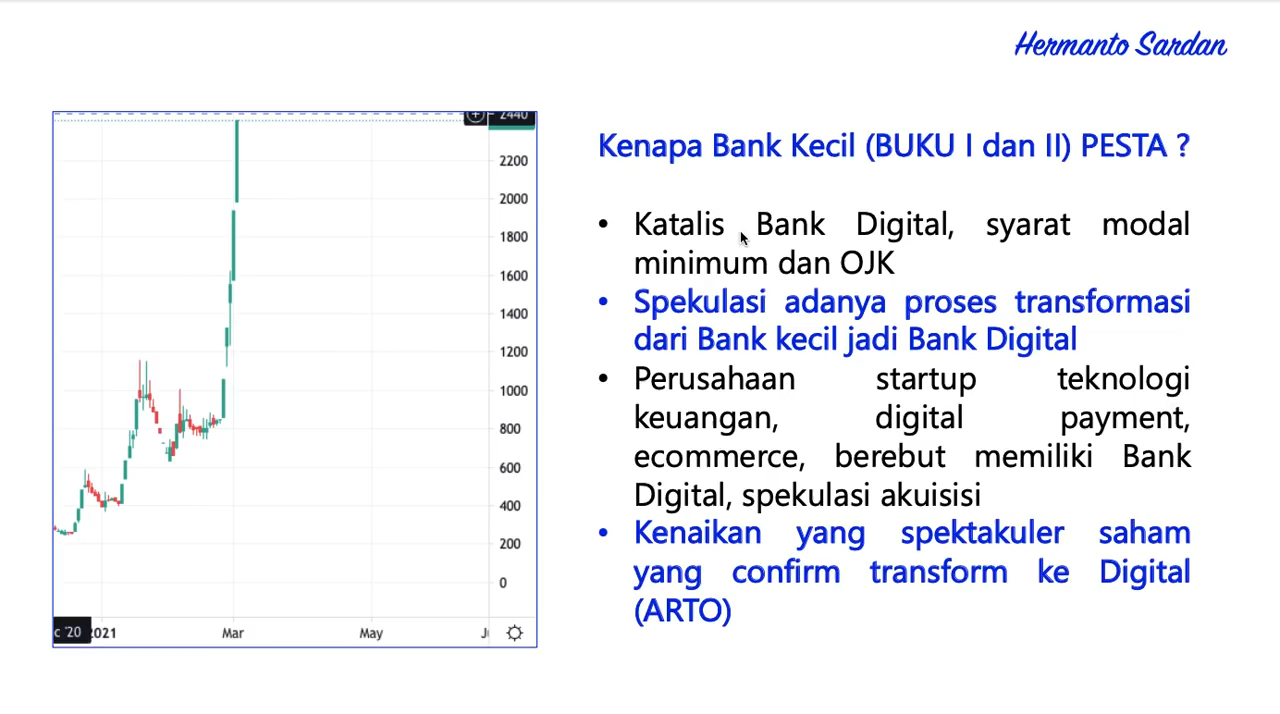 Hermanto Sardan
2440
2200
2000
1800
1600
1400
1200
1000
800
600
400
200
0
c '20 2021 Mar May
Kenapa Bank Kecil (BUKU I dan II) PESTA ?
• Katalis Bank Digital, syarat modal
minimum dan OJK
• Spekulasi adanya proses transformasi
dari Bank kecil jadi Bank Digital
• Perusahaan startup teknologi
keuangan, digital payment,
ecommerce, berebut memiliki Bank
Digital, spekulasi akuisisi
• Kenaikan yang spektakuler saham
yang confirm transform ke Digital
(ARTO)